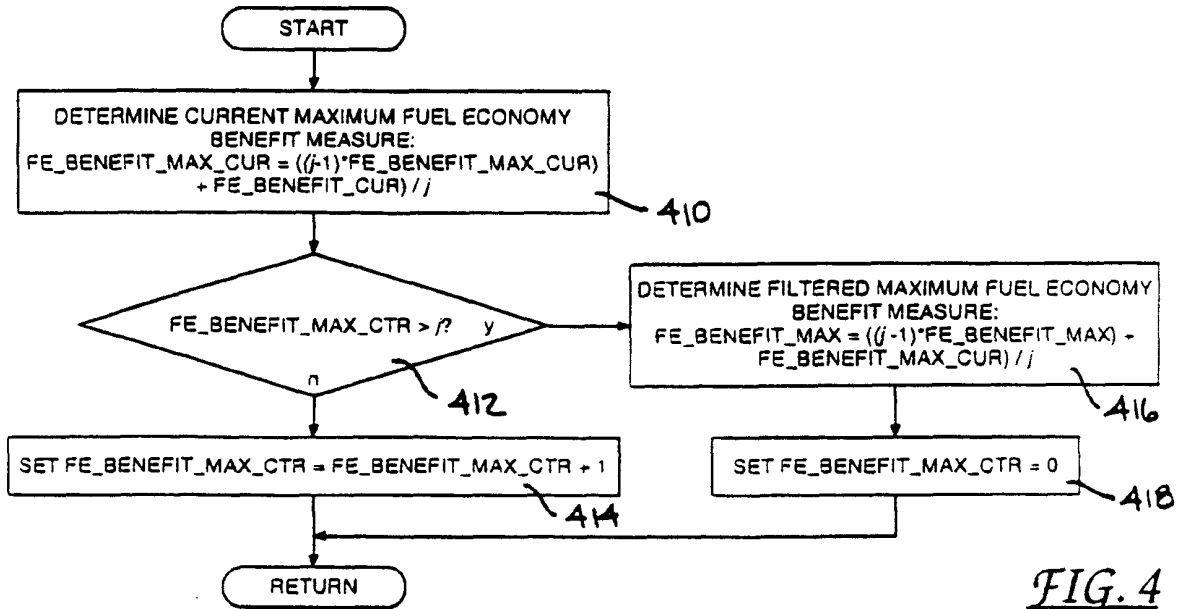 START
DETERMINE CURRENT MAXIMUM FUEL ECONOMY
BENEFIT MEASURE:
FE_BENEFIT_MAX_CUR = ((j-1)*FE_BENEFIT_MAX_CUR)
+ FE_BENEFIT_CUR) / j
410
FE_BENEFIT_MAX_CTR > j?
y
n
412
DETERMINE FILTERED MAXIMUM FUEL ECONOMY
BENEFIT MEASURE:
FE_BENEFIT_MAX = ((j -1)*FE_BENEFIT_MAX) -
FE_BENEFIT_MAX_CUR) / j
416
SET FE_BENEFIT_MAX_CTR = FE_BENEFIT_MAX_CTR + 1
414
SET FE_BENEFIT_MAX_CTR = 0
418
RETURN
FIG. 4